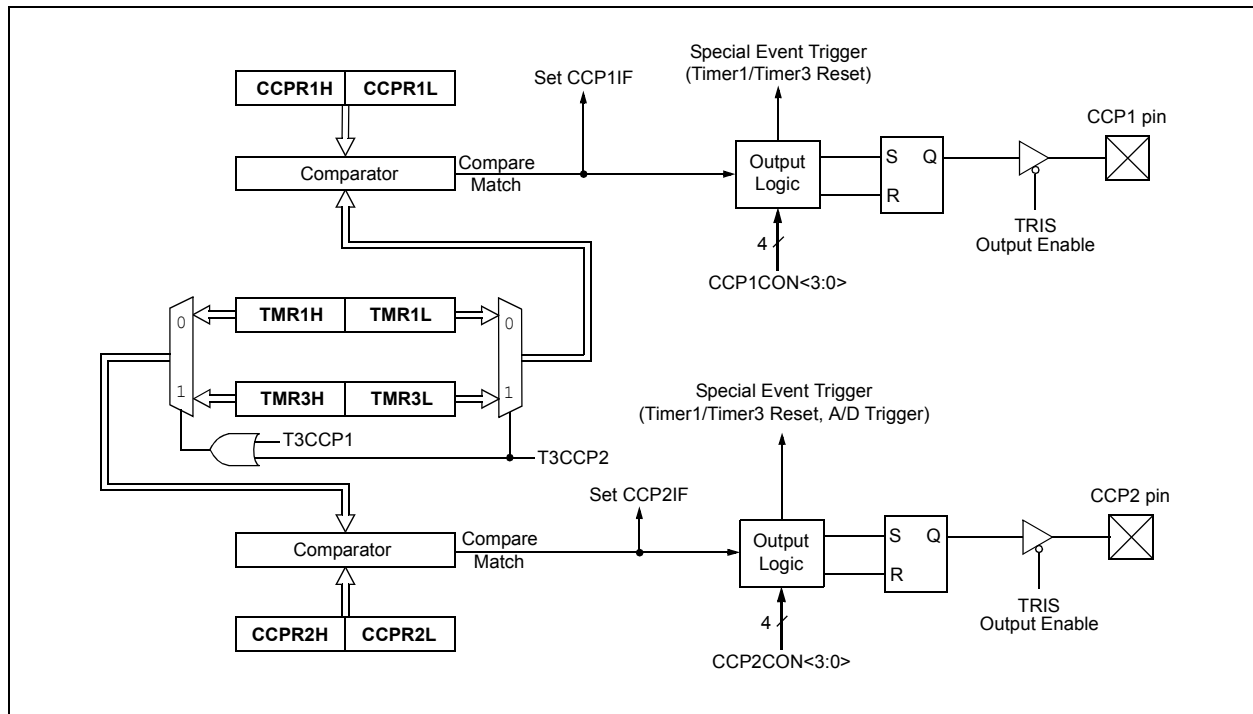 Special Event Trigger
(Timer1/Timer3 Reset)
Set CCP1IF
CCPR1H CCPR1L
CCP1 pin
Comparator
Compare
Match
Output
Logic
S Q
R
TRIS
Output Enable
4
CCP1CON<3:0>
0
TMR1H TMR1L
0
1
TMR3H TMR3L
1
T3CCP1
T3CCP2
Special Event Trigger
(Timer1/Timer3 Reset, A/D Trigger)
Set CCP2IF
CCP2 pin
Comparator
Compare
Match
Output
Logic
S Q
R
TRIS
Output Enable
4
CCPR2H CCPR2L
CCP2CON<3:0>